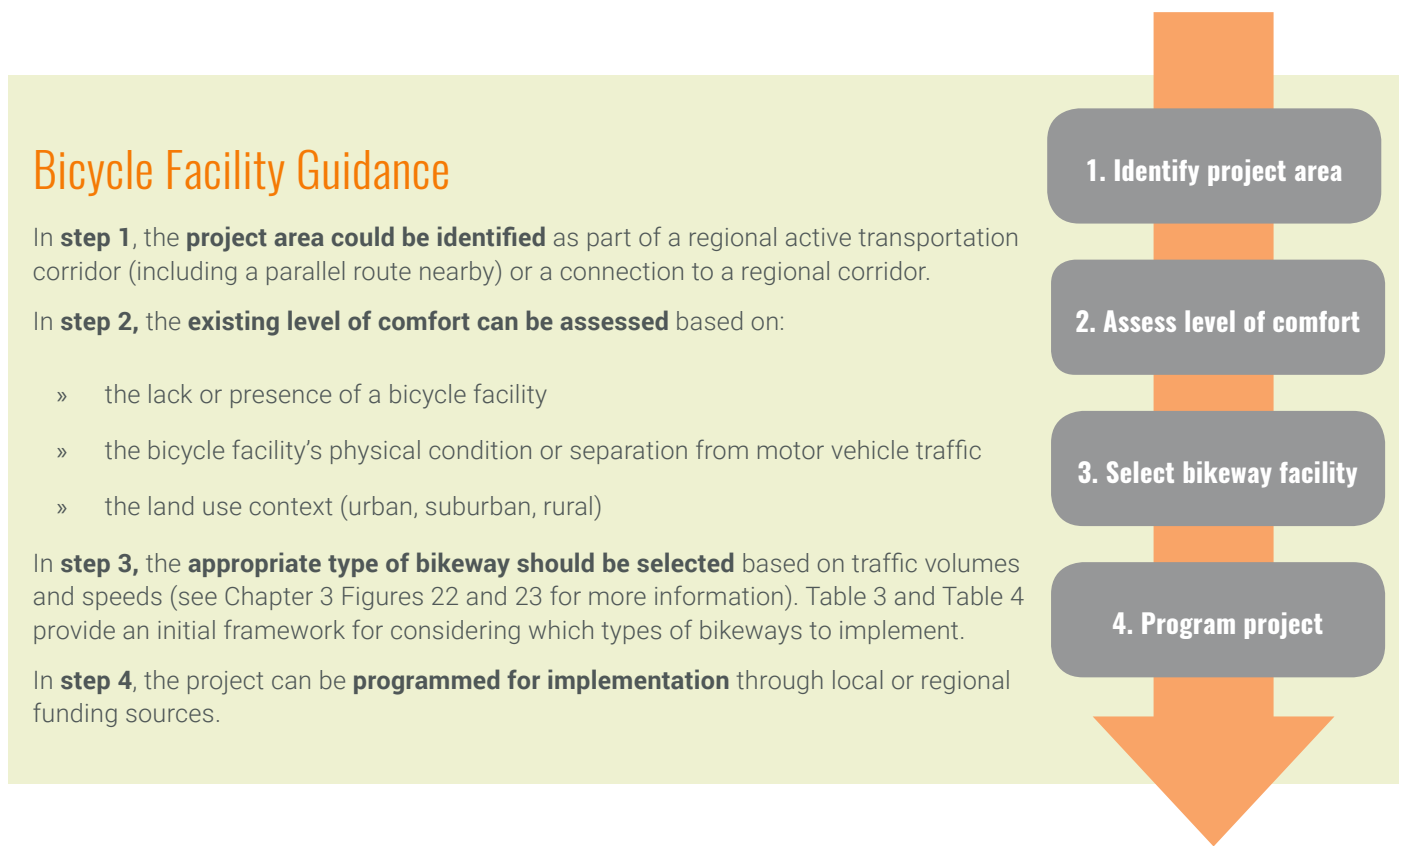 Bicycle Facility Guidance
In step 1, the project area could be identified as part of a regional active transportation
corridor (including a parallel route nearby) or a connection to a regional corridor.
In step 2, the existing level of comfort can be assessed based on:
» the lack or presence of a bicycle facility
» the bicycle facility’s physical condition or separation from motor vehicle traffic
» the land use context (urban, suburban, rural)
In step 3, the appropriate type of bikeway should be selected based on traffic volumes
and speeds (see Chapter 3 Figures 22 and 23 for more information). Table 3 and Table 4
provide an initial framework for considering which types of bikeways to implement.
In step 4, the project can be programmed for implementation through local or regional
funding sources.
1. Identify project area
2. Assess level of comfort
3. Select bikeway facility
4. Program project